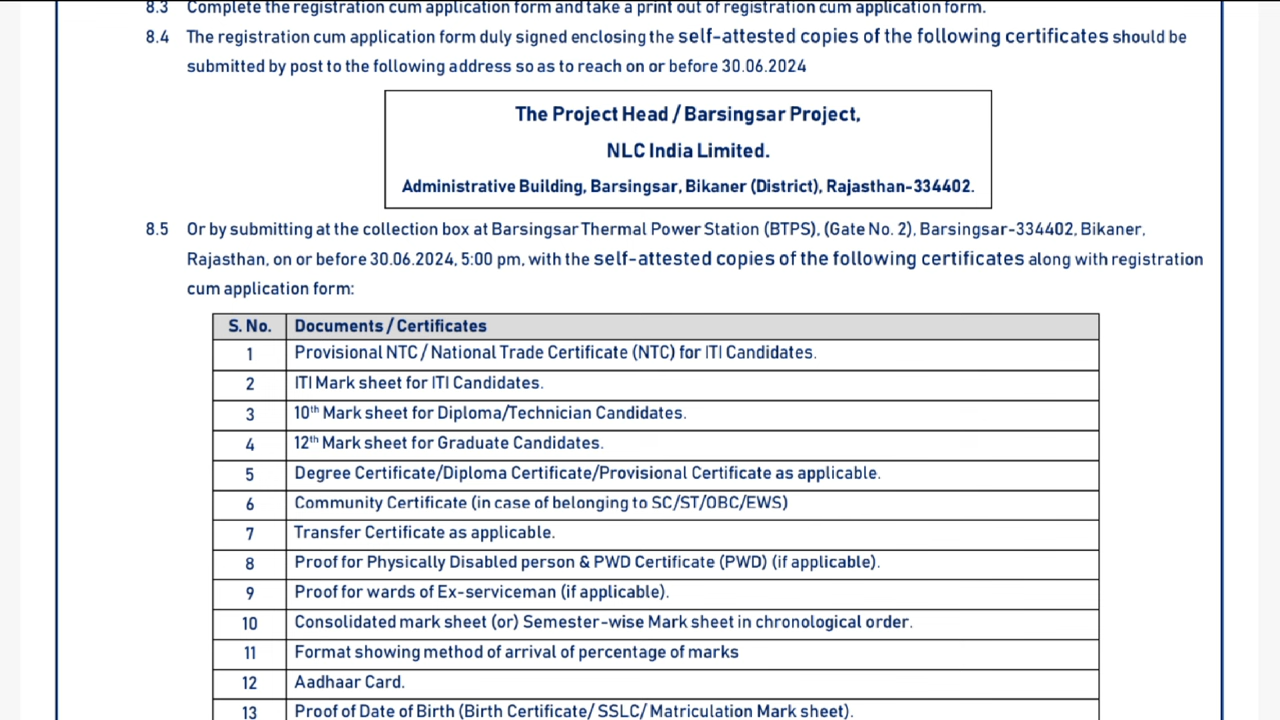 8.3 Complete the registration cum application form and take a print out of registration cum application form.
8.4 The registration cum application form duly signed enclosing the self-attested copies of the following certificates should be
submitted by post to the following address so as to reach on or before 30.06.2024
The Project Head / Barsingsar Project,
NLC India Limited.
Administrative Building, Barsingsar, Bikaner (District), Rajasthan-334402.
8.5 Or by submitting at the collection box at Barsingsar Thermal Power Station (BTPS), (Gate No. 2), Barsingsar-334402, Bikaner,
Rajasthan, on or before 30.06.2024, 5:00 pm, with the self-attested copies of the following certificates along with registration
cum application form:
S. No. Documents / Certificates
1 Provisional NTC / National Trade Certificate (NTC) for ITI Candidates.
2 ITI Mark sheet for ITI Candidates.
3 10th Mark sheet for Diploma/Technician Candidates.
4 12th Mark sheet for Graduate Candidates.
5 Degree Certificate/Diploma Certificate/Provisional Certificate as applicable.
6 Community Certificate (in case of belonging to SC/ST/OBC/EWS)
7 Transfer Certificate as applicable.
8 Proof for Physically Disabled person & PWD Certificate (PWD) (if applicable).
9 Proof for wards of Ex-serviceman (if applicable).
10 Consolidated mark sheet (or) Semester-wise Mark sheet in chronological order.
11 Format showing method of arrival of percentage of marks
12 Aadhaar Card.
13 Proof of Date of Birth (Birth Certificate/ SSLC/ Matriculation Mark sheet).